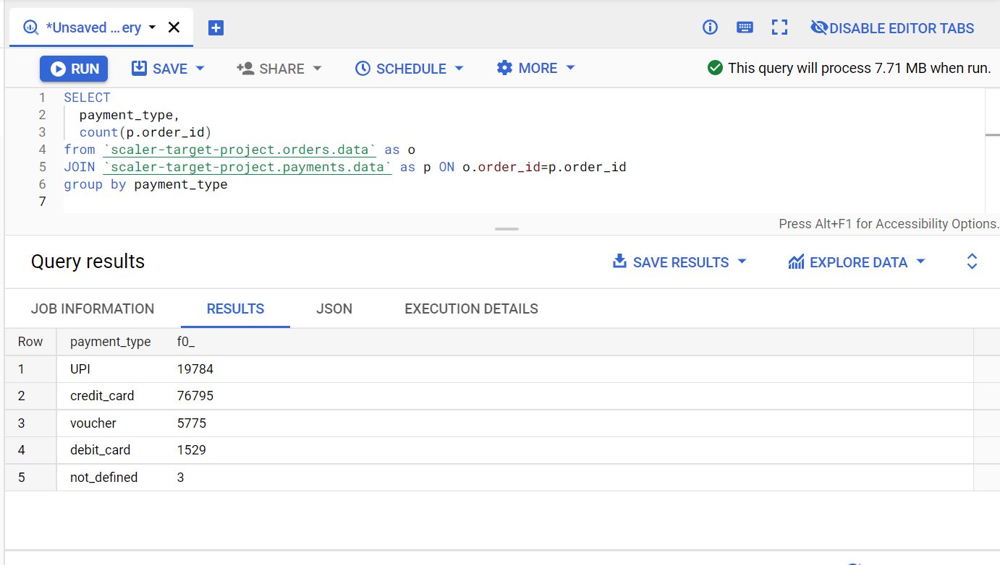 *Unsaved ...ery
DISABLE EDITOR TABS
RUN SAVE SHARE SCHEDULE MORE This query will process 7.71 MB when run.
1 SELECT
2 payment_type,
3 count(p.order_id)
4 from `scaler-target-project.orders.data` as o
5 JOIN `scaler-target-project.payments.data` as p ON o.order_id=p.order_id
6 group by payment_type
7
Press Alt+F1 for Accessibility Options.
Query results SAVE RESULTS EXPLORE DATA
JOB INFORMATION RESULTS JSON EXECUTION DETAILS
Row payment_type f0_
1 UPI 19784
2 credit_card 76795
3 voucher 5775
4 debit_card 1529
5 not_defined 3